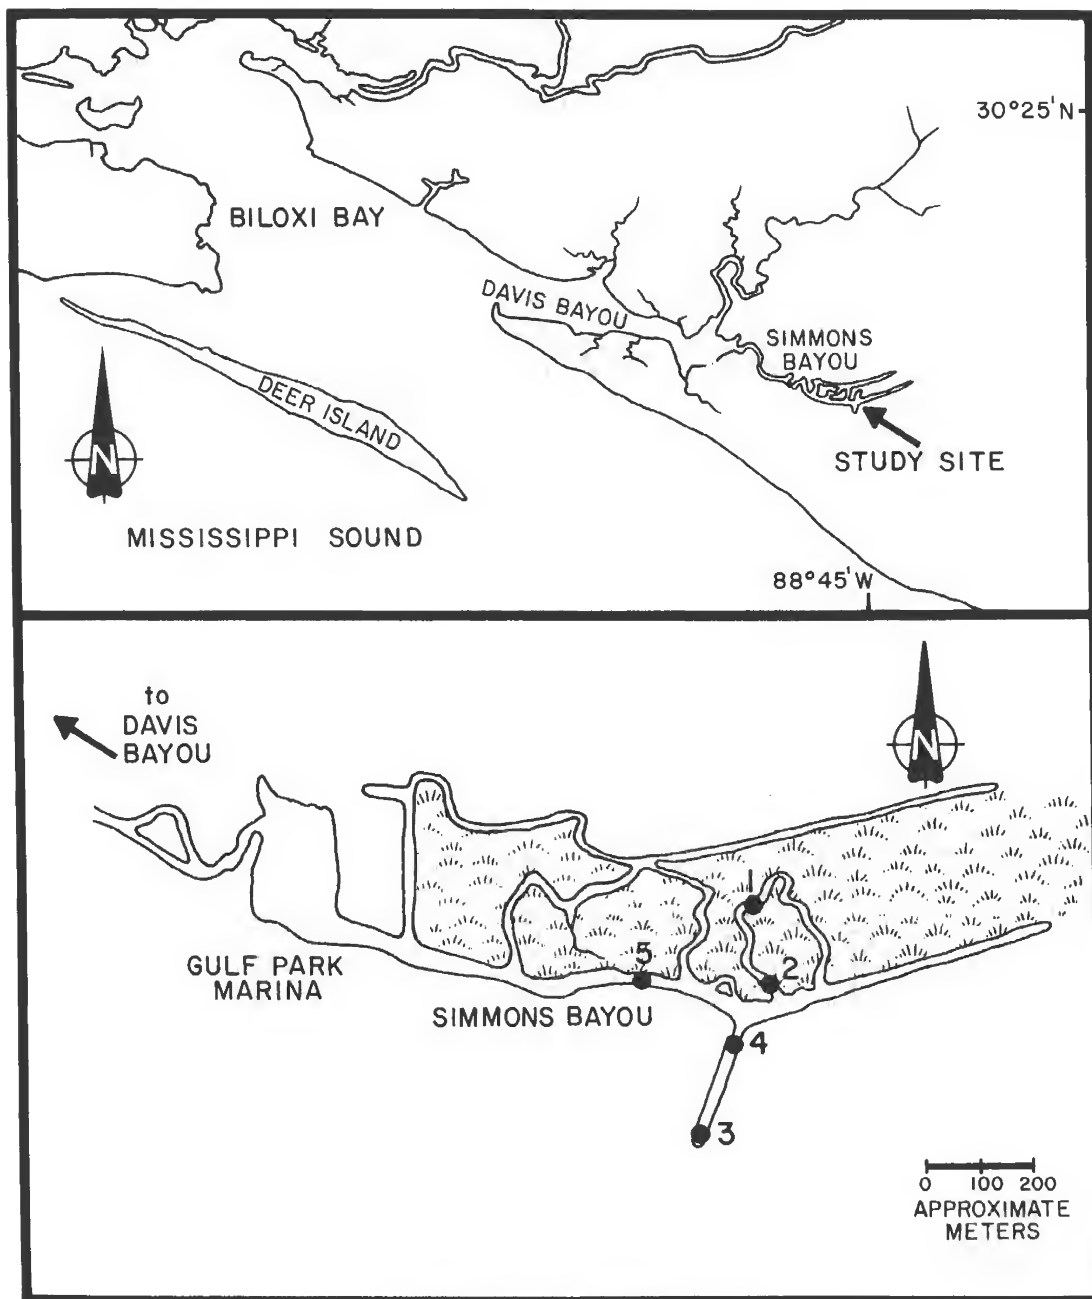 30°25'N
BILOXI BAY
DAVIS BAYOU
SIMMONS
BAYOU
DEER ISLAND
N
STUDY SITE
MISSISSIPPI SOUND
88°45'W
to
DAVIS
BAYOU
N
1
5
2
GULF PARK
MARINA
SIMMONS BAYOU
4
3
0 100 200
APPROXIMATE
METERS